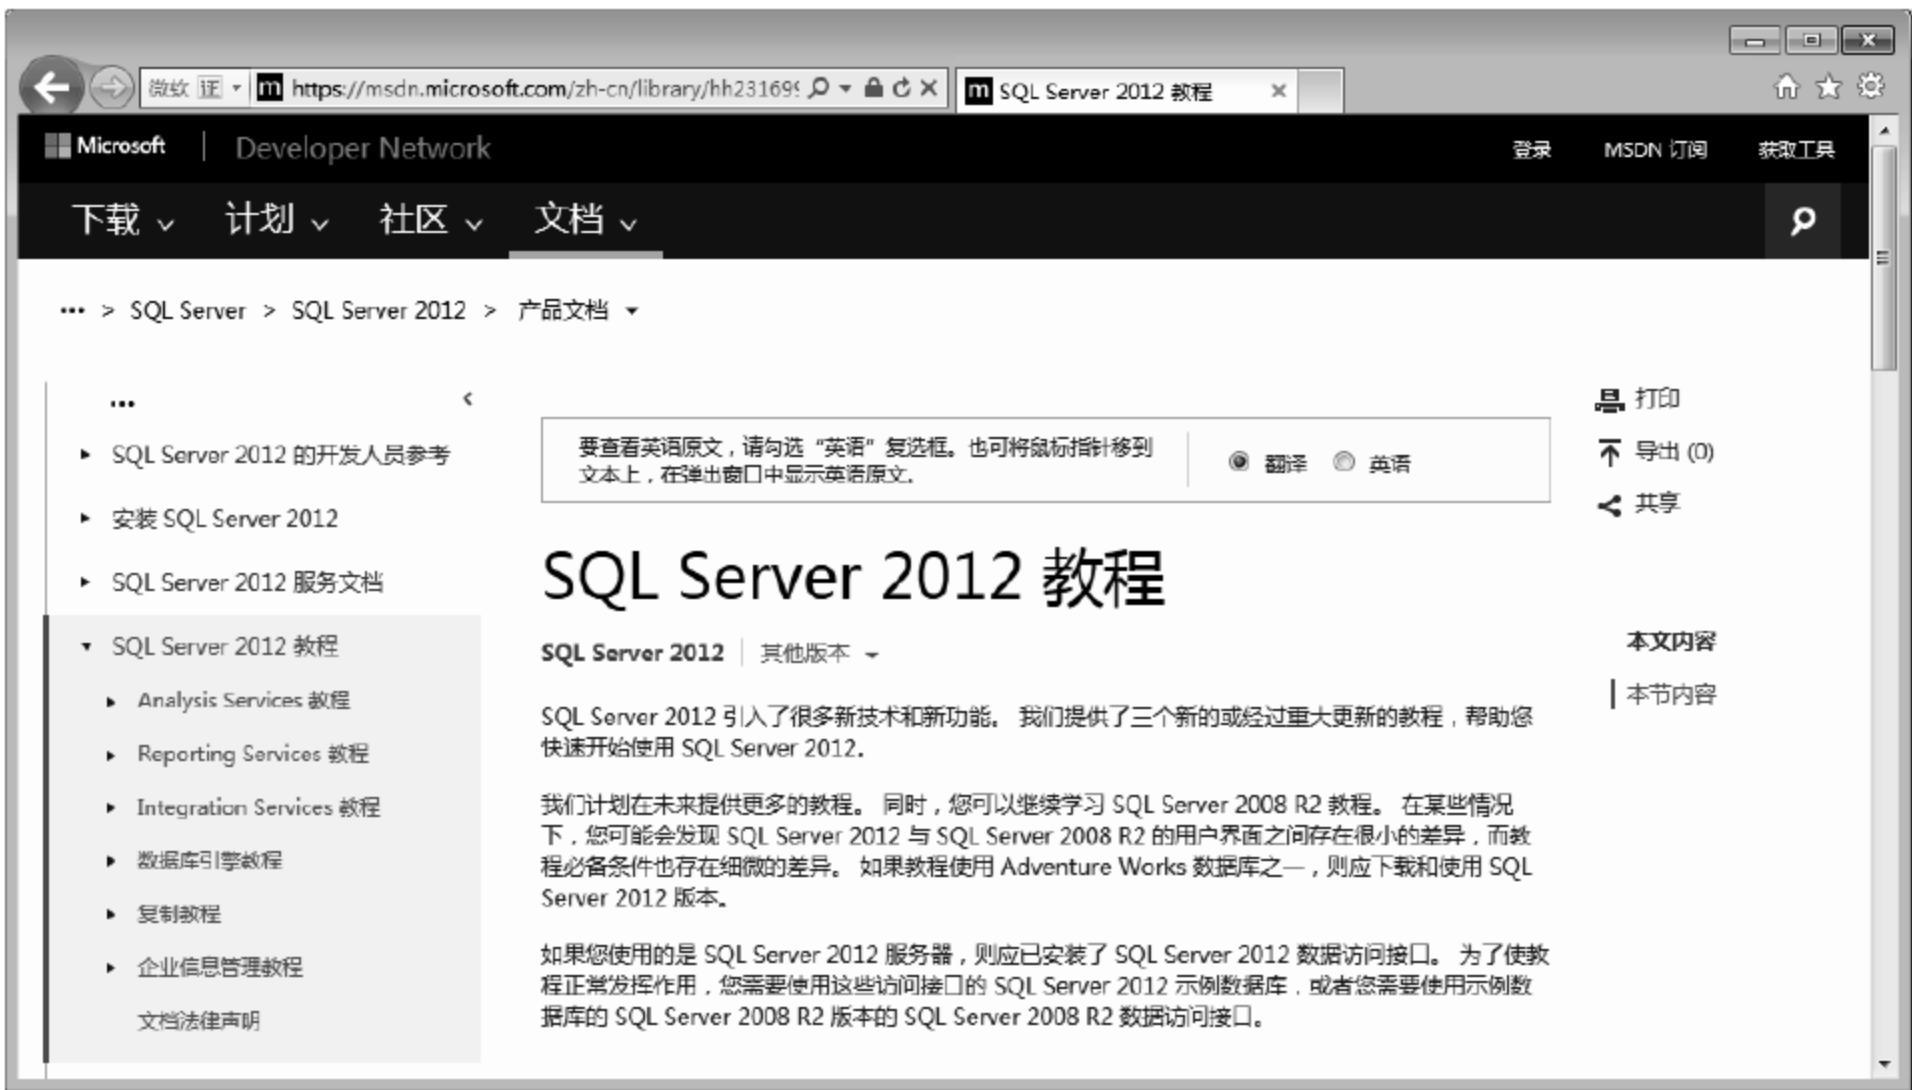 微软 证
https://msdn.microsoft.com/zh-cn/library/hh231699
SQL Server 2012 教程
Microsoft
Developer Network
登录
MSDN 订阅
获取工具
下载
计划
社区
文档
... > SQL Server > SQL Server 2012 > 产品文档
...
SQL Server 2012 的开发人员参考
安装 SQL Server 2012
SQL Server 2012 服务文档
SQL Server 2012 教程
Analysis Services 教程
Reporting Services 教程
Integration Services 教程
数据库引擎教程
复制教程
企业信息管理教程
文档法律声明
要查看英语原文，请勾选“英语”复选框。也可将鼠标指针移到
文本上，在弹出窗口中显示英语原文。
翻译
英语
SQL Server 2012 教程
SQL Server 2012
其他版本
SQL Server 2012 引入了很多新技术和新功能。 我们提供了三个新的或经过重大更新的教程，帮助您
快速开始使用 SQL Server 2012。
我们计划在未来提供更多的教程。 同时，您可以继续学习 SQL Server 2008 R2 教程。 在某些情况
下，您可能会发现 SQL Server 2012 与 SQL Server 2008 R2 的用户界面之间存在很小的差异，而教
程必备条件也存在细微的差异。 如果教程使用 Adventure Works 数据库之一，则应下载和使用 SQL
Server 2012 版本。
如果您使用的是 SQL Server 2012 服务器，则应已安装了 SQL Server 2012 数据访问接口。 为了使教
程正常发挥作用，您需要使用这些访问接口的 SQL Server 2012 示例数据库，或者您需要使用示例数
据库的 SQL Server 2008 R2 版本的 SQL Server 2008 R2 数据访问接口。
打印
导出 (0)
共享
本文内容
本节内容